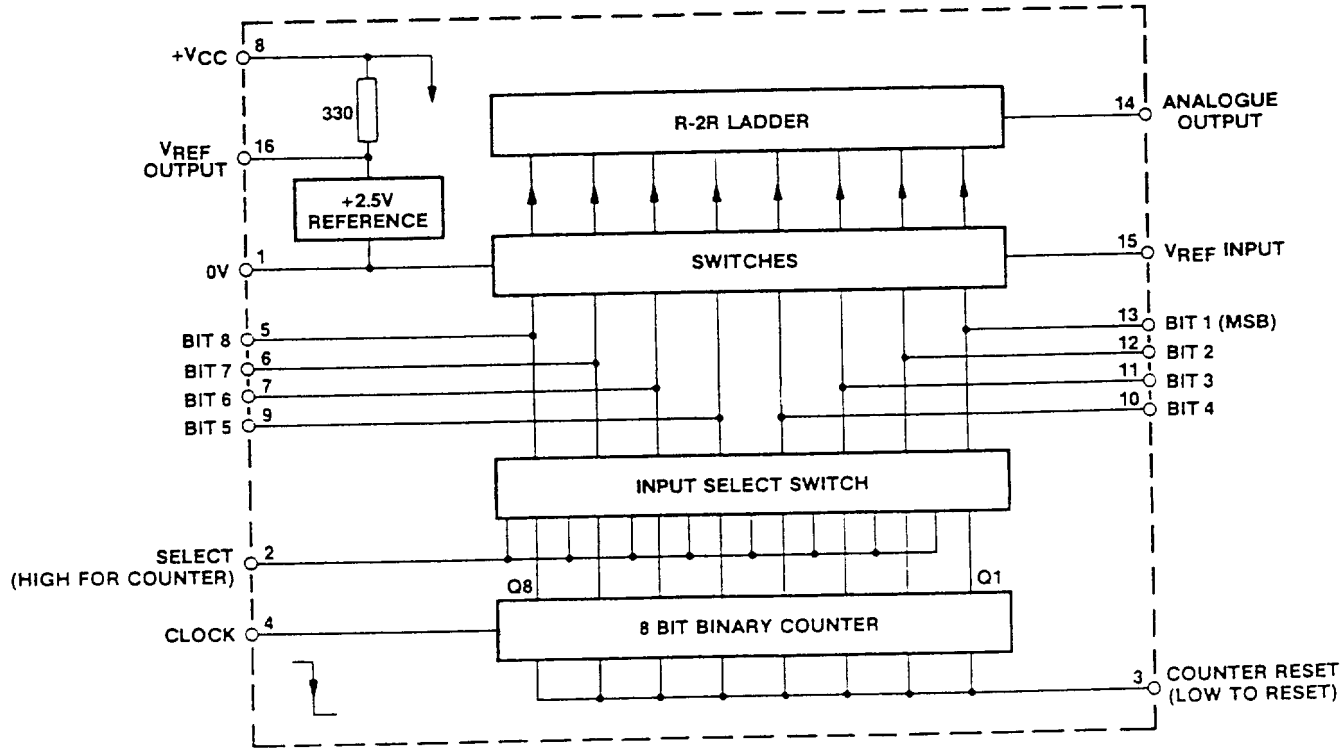 +VCC
8
330
R-2R LADDER
14
ANALOGUE
OUTPUT
VREF
OUTPUT
16
+2.5V
REFERENCE
0V
1
SWITCHES
15
VREF INPUT
BIT 8
5
13
BIT 1 (MSB)
BIT 7
6
12
BIT 2
BIT 6
7
11
BIT 3
BIT 5
9
10
BIT 4
INPUT SELECT SWITCH
SELECT
(HIGH FOR COUNTER)
2
Q8
Q1
CLOCK
4
8 BIT BINARY COUNTER
3
COUNTER RESET
(LOW TO RESET)